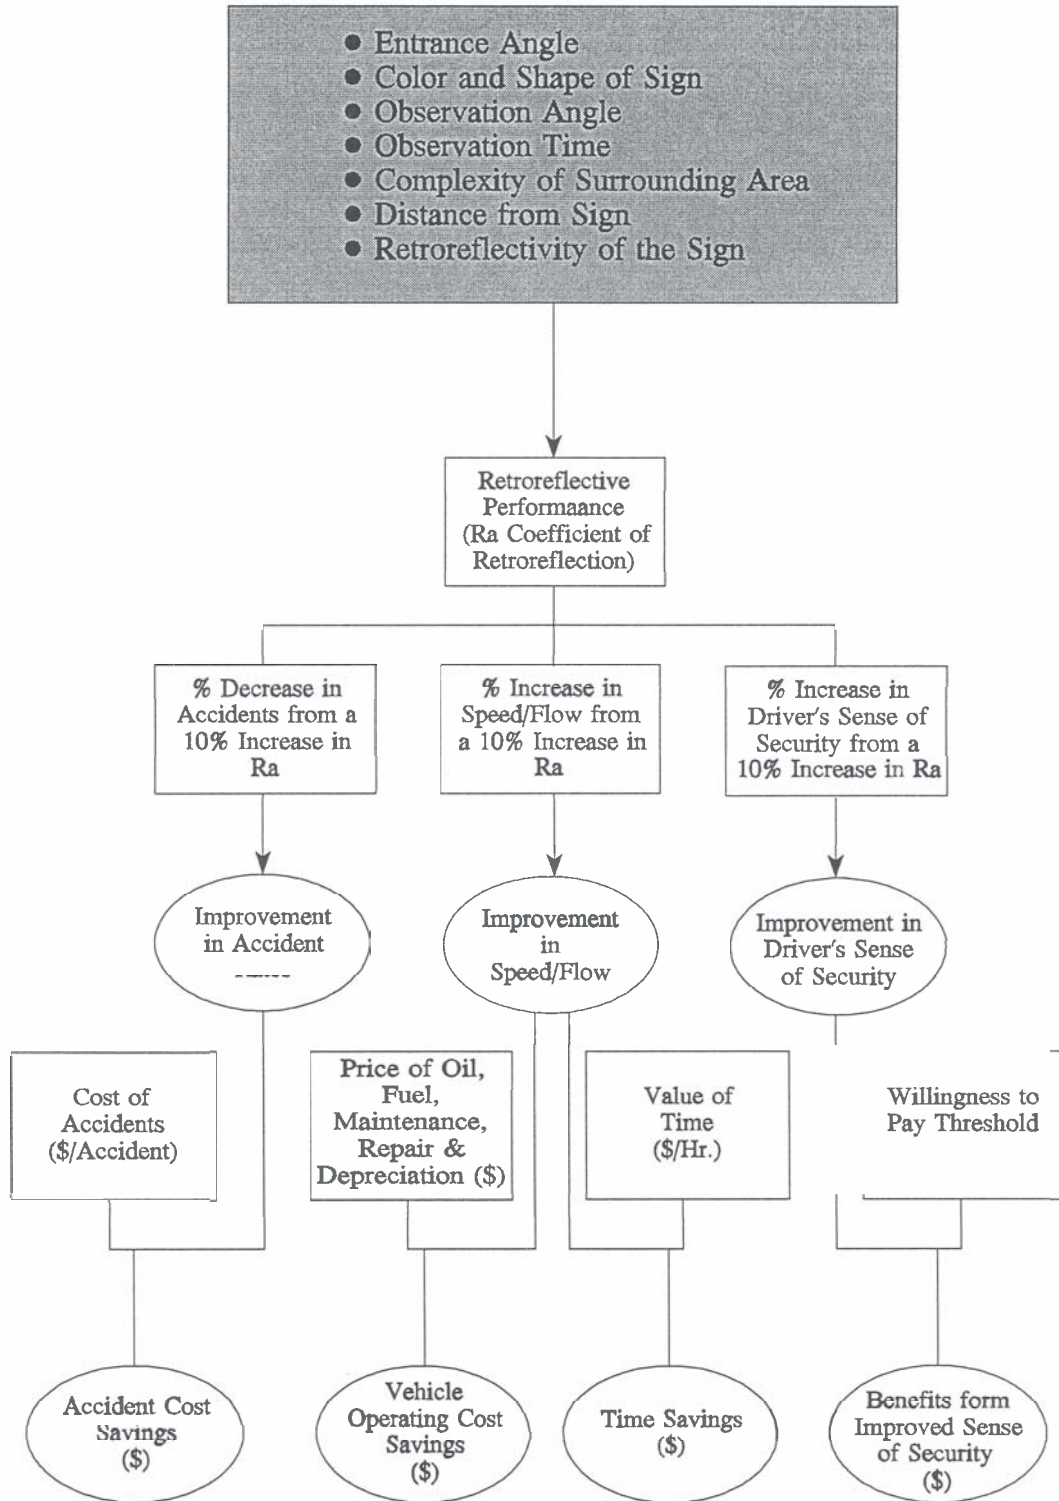 ● Entrance Angle
● Color and Shape of Sign
● Observation Angle
● Observation Time
● Complexity of Surrounding Area
● Distance from Sign
● Retroreflectivity of the Sign
Retroreflective
Performaance
(Ra Coefficient of
Retroreflection)
% Decrease in
Accidents from a
10% Increase in
Ra
% Increase in
Speed/Flow from
a 10% Increase in
Ra
% Increase in
Driver's Sense of
Security from a
10% Increase in Ra
Improvement
in Accident
Improvement
in
Speed/Flow
Improvement in
Driver's Sense
of Security
Cost of
Accidents
($/Accident)
Price of Oil,
Fuel,
Maintenance,
Repair &
Depreciation ($)
Value of
Time
($/Hr.)
Willingness to
Pay Threshold
Accident Cost
Savings
($)
Vehicle
Operating Cost
Savings
($)
Time Savings
($)
Benefits form
Improved Sense
of Security
($)